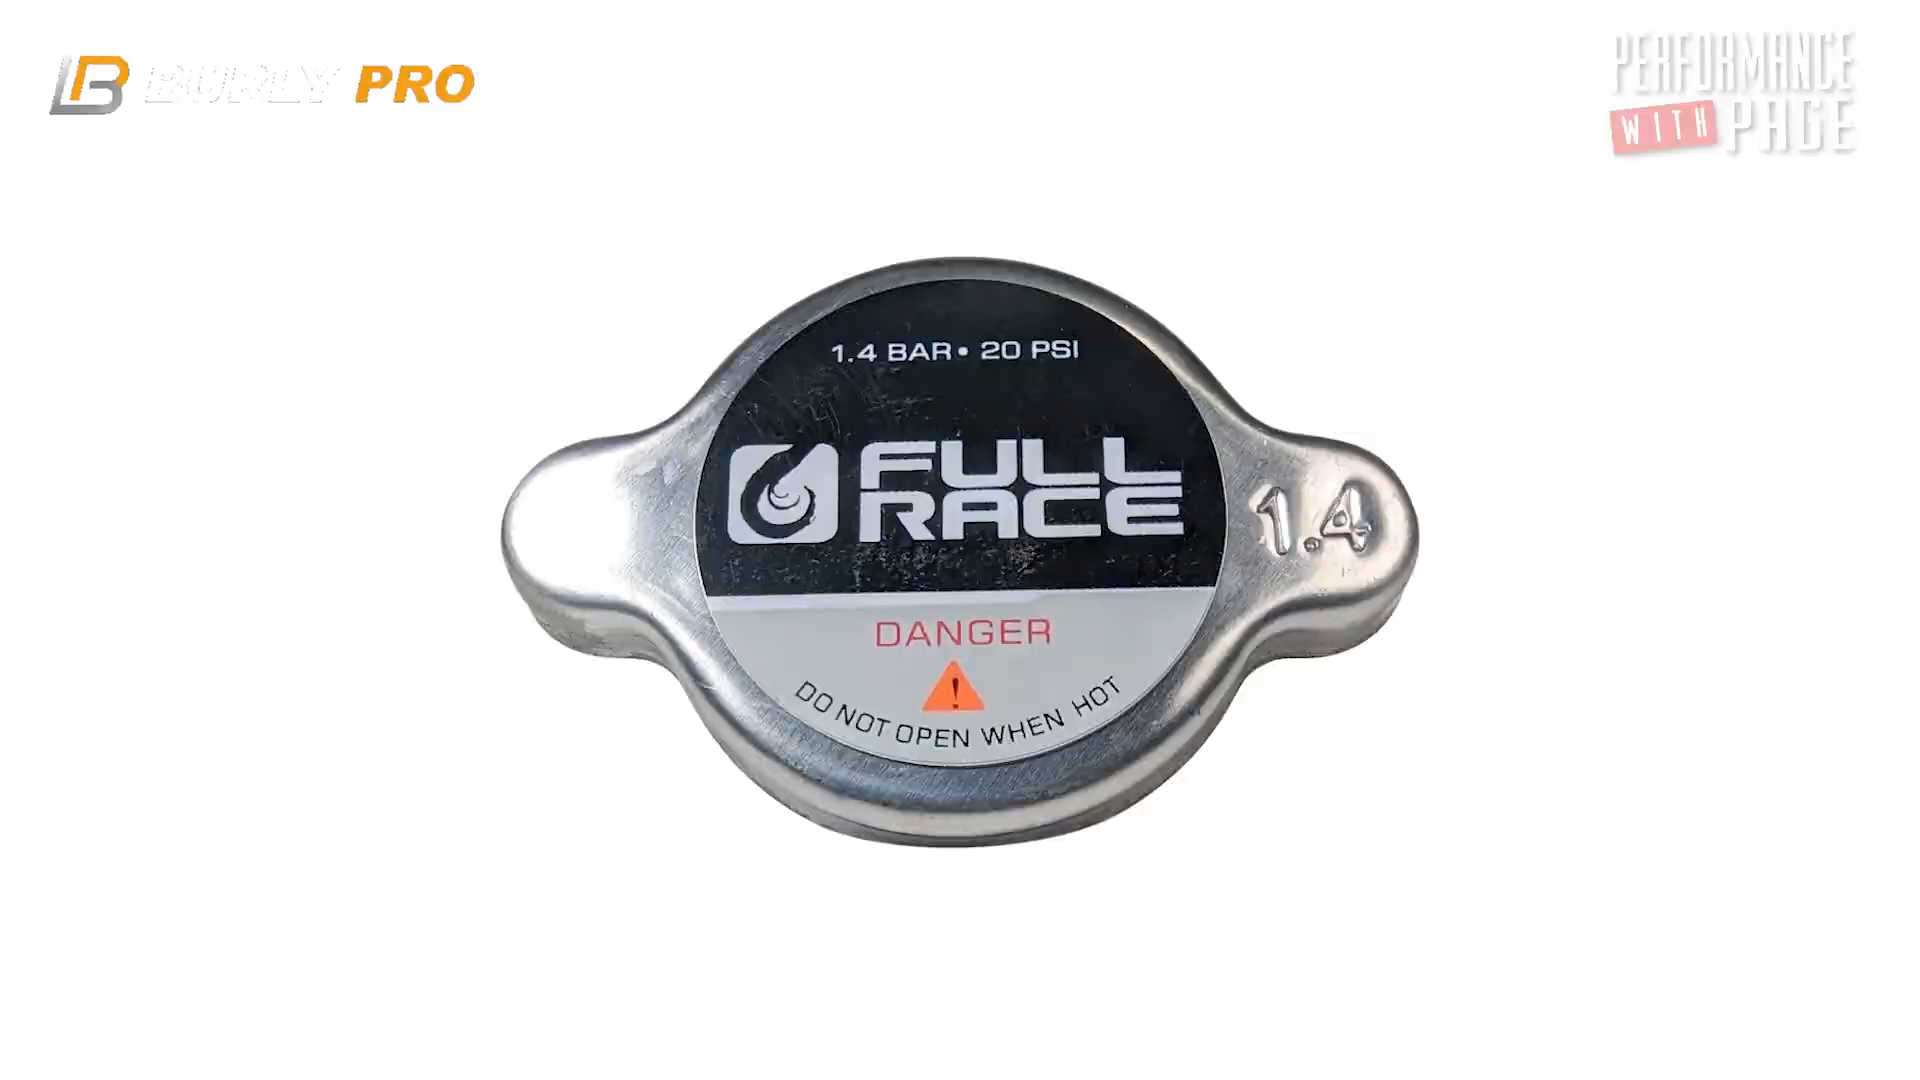 BURLY PRO
PERFORMANCE
WITH PAGE
1.4 BAR • 20 PSI
FULL
RACE
1.4
DANGER
!
DO NOT OPEN WHEN HOT